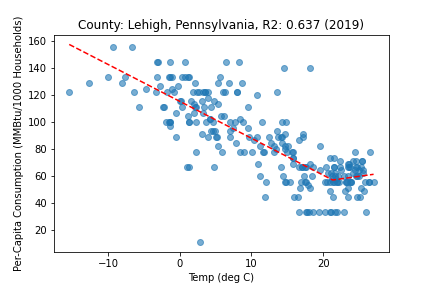 County: Lehigh, Pennsylvania, R2: 0.637 (2019)
Per-Capita Consumption (MMBtu/1000 Households)
160
140
120
100
80
60
40
20
−10 0 10 20
Temp (deg C)